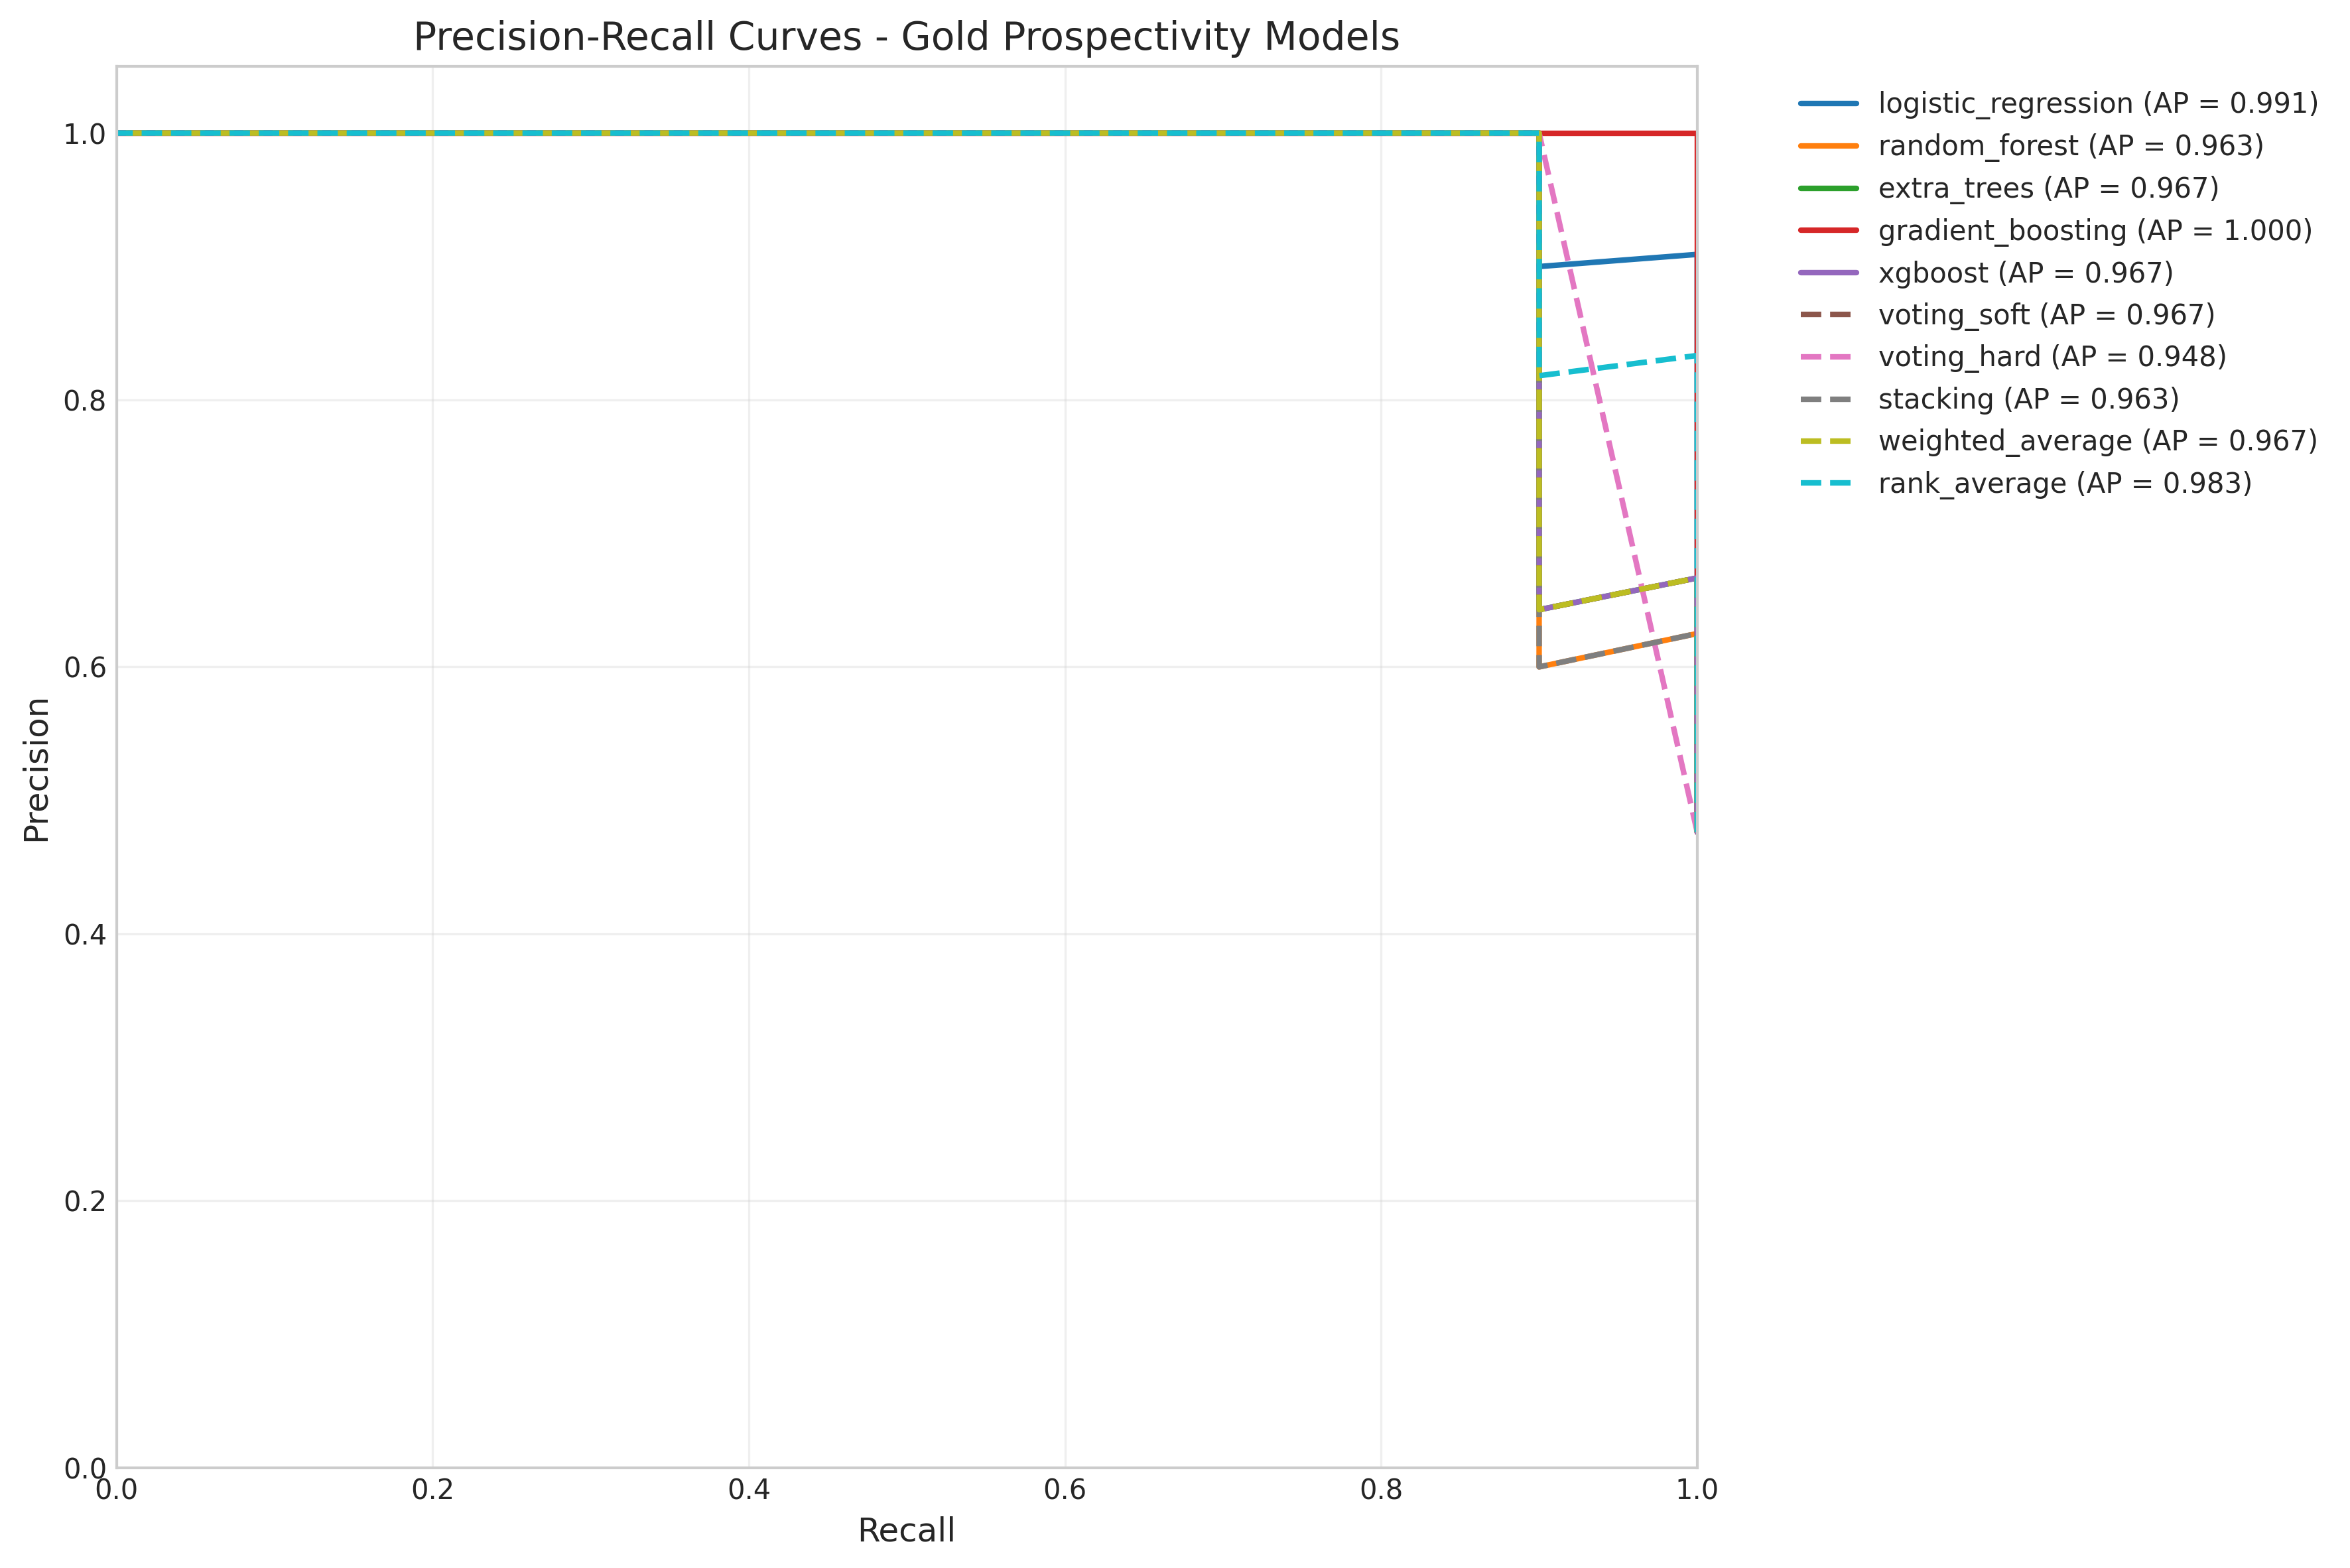 Precision-Recall Curves - Gold Prospectivity Models
logistic_regression (AP = 0.991)
random_forest (AP = 0.963)
extra_trees (AP = 0.967)
gradient_boosting (AP = 1.000)
xgboost (AP = 0.967)
voting_soft (AP = 0.967)
voting_hard (AP = 0.948)
stacking (AP = 0.963)
weighted_average (AP = 0.967)
rank_average (AP = 0.983)
Precision
1.0
0.8
0.6
0.4
0.2
0.0
0.0 0.2 0.4 0.6 0.8 1.0
Recall